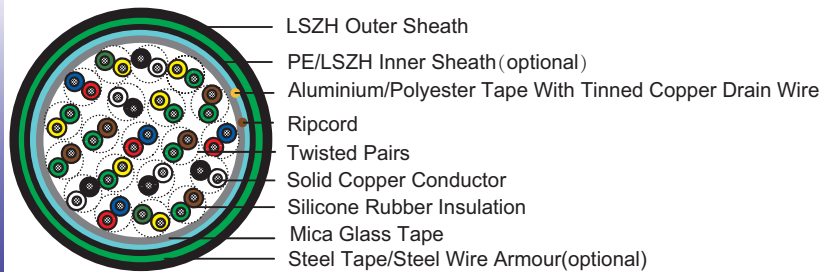 LSZH Outer Sheath
PE/LSZH Inner Sheath（optional）
Aluminium/Polyester Tape With Tinned Copper Drain Wire
Ripcord
Twisted Pairs
Solid Copper Conductor
Silicone Rubber Insulation
Mica Glass Tape
Steel Tape/Steel Wire Armour(optional)